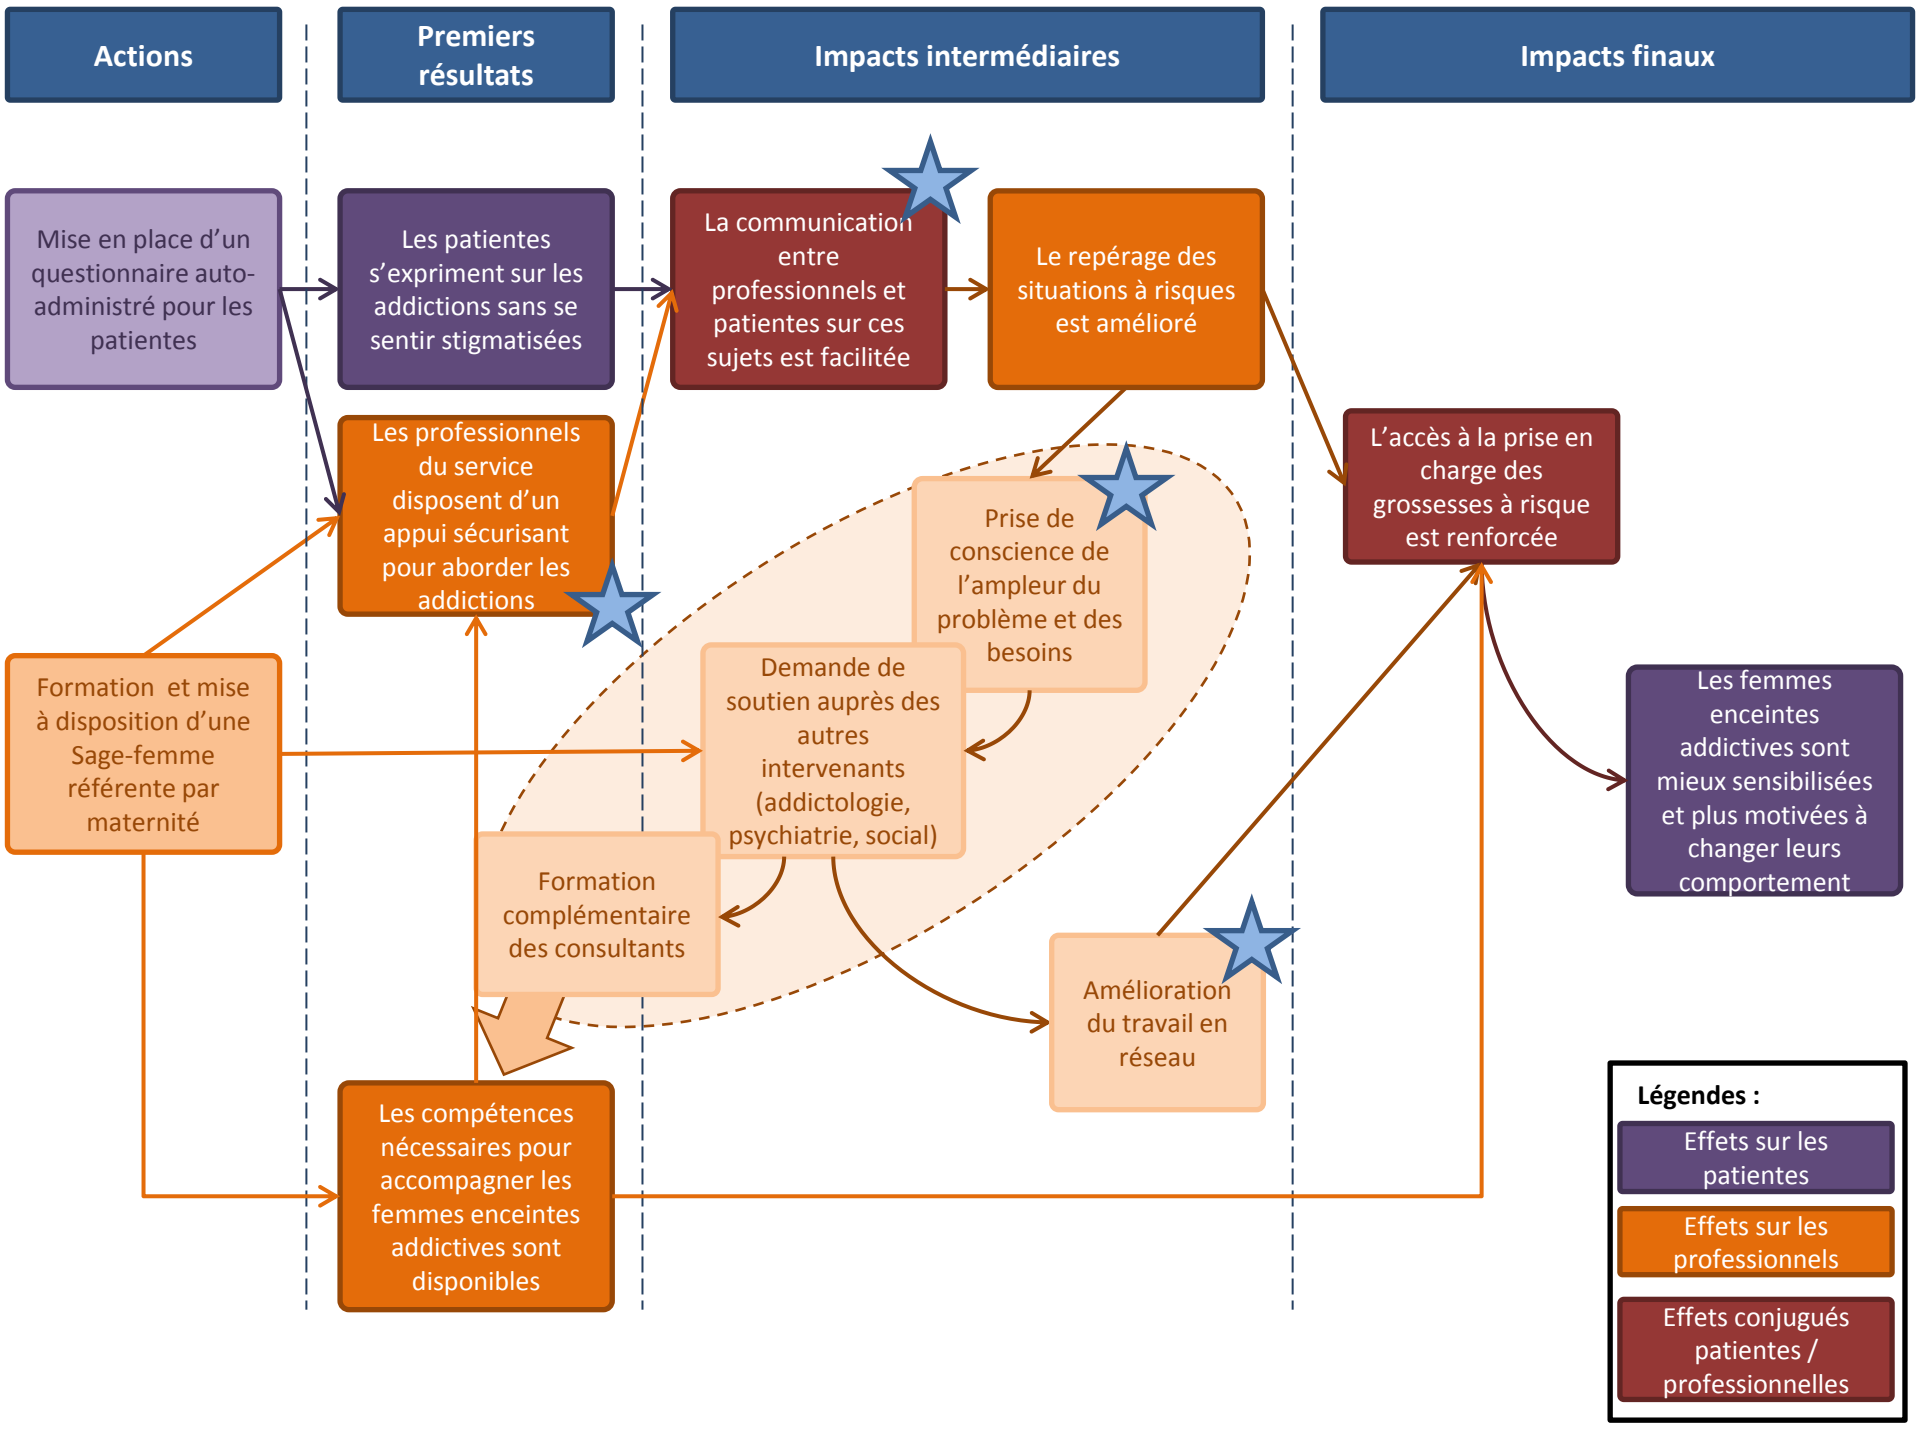 Actions
Premiers
résultats
Impacts intermédiaires
Impacts finaux
Mise en place d’un
questionnaire auto-
administré pour les
patientes
Les patientes
s’expriment sur les
addictions sans se
sentir stigmatisées
La communication
entre
professionnels et
patientes sur ces
sujets est facilitée
Le repérage des
situations à risques
est amélioré
Les professionnels
du service
disposent d’un
appui sécurisant
pour aborder les
addictions
L’accès à la prise en
charge des
grossesses à risque
est renforcée
Prise de
conscience de
l’ampleur du
problème et des
besoins
Formation et mise
à disposition d’une
Sage-femme
référente par
maternité
Demande de
soutien auprès des
autres
intervenants
(addictologie,
psychiatrie, social)
Les femmes
enceintes
addictives sont
mieux sensibilisées
et plus motivées à
changer leurs
comportement
Formation
complémentaire
des consultants
Amélioration
du travail en
réseau
Les compétences
nécessaires pour
accompagner les
femmes enceintes
addictives sont
disponibles
Légendes :
Effets sur les
patientes
Effets sur les
professionnels
Effets conjugués
patientes /
professionnelles